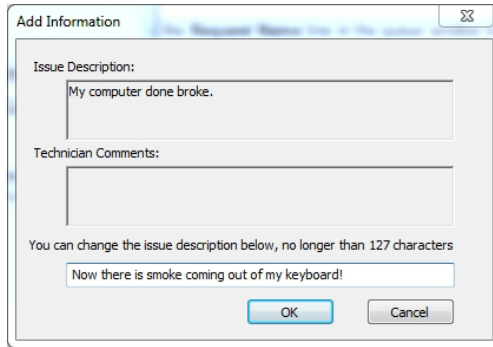 Add Information
Issue Description:
My computer done broke.
Technician Comments:
You can change the issue description below, no longer than 127 characters
Now there is smoke coming out of my keyboard!
OK
Cancel